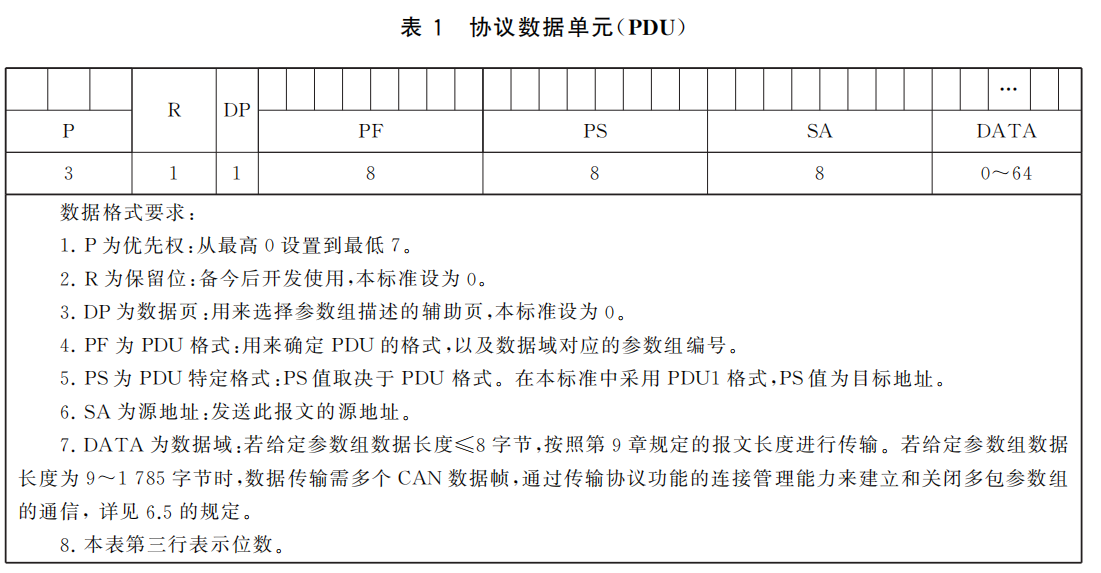 表 1 协议数据单元(PDU)
…
P R DP PF PS SA DATA
3 1 1 8 8 8 0～64
数据格式要求:
1. P 为优先权:从最高 0 设置到最低 7。
2. R 为保留位:备今后开发使用,本标准设为 0。
3. DP 为数据页:用来选择参数组描述的辅助页,本标准设为 0。
4. PF 为 PDU 格式:用来确定 PDU 的格式,以及数据域对应的参数组编号。
5. PS 为 PDU 特定格式:PS 值取决于 PDU 格式。在本标准中采用 PDU1 格式,PS 值为目标地址。
6. SA 为源地址:发送此报文的源地址。
7. DATA 为数据域:若给定参数组数据长度≤8 字节,按照第 9 章规定的报文长度进行传输。若给定参数组数据
长度为 9～1 785 字节时,数据传输需多个 CAN 数据帧,通过传输协议功能的连接管理能力来建立和关闭多包参数组
的通信, 详见 6.5 的规定。
8. 本表第三行表示位数。